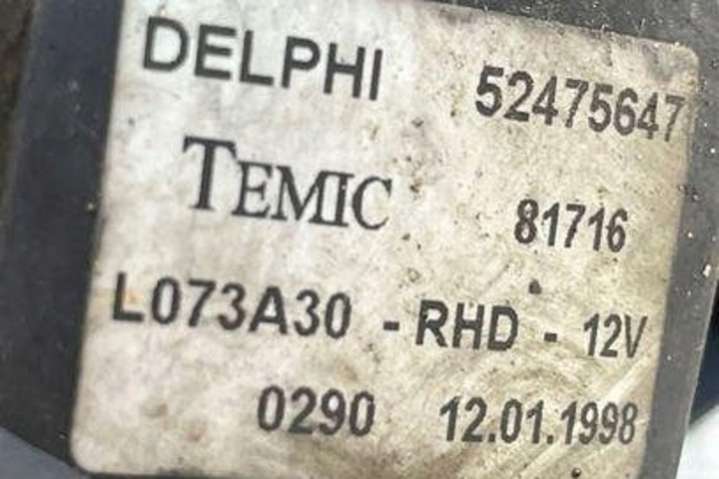 DELPHI 52475647
TEMIC 81716
L073A30 - RHD - 12V
0290 12.01.1998